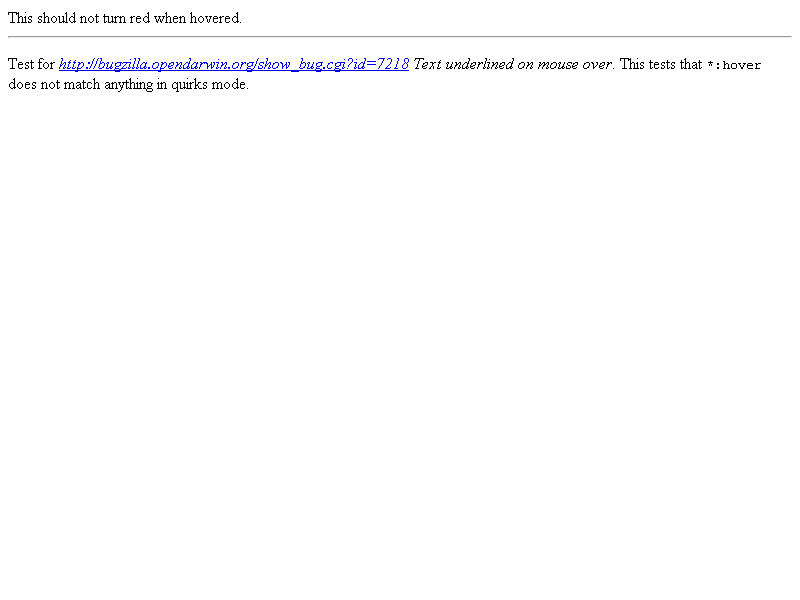 This should not turn red when hovered.
Test for http://bugzilla.opendarwin.org/show_bug.cgi?id=7218 Text underlined on mouse over. This tests that *:hover
does not match anything in quirks mode.